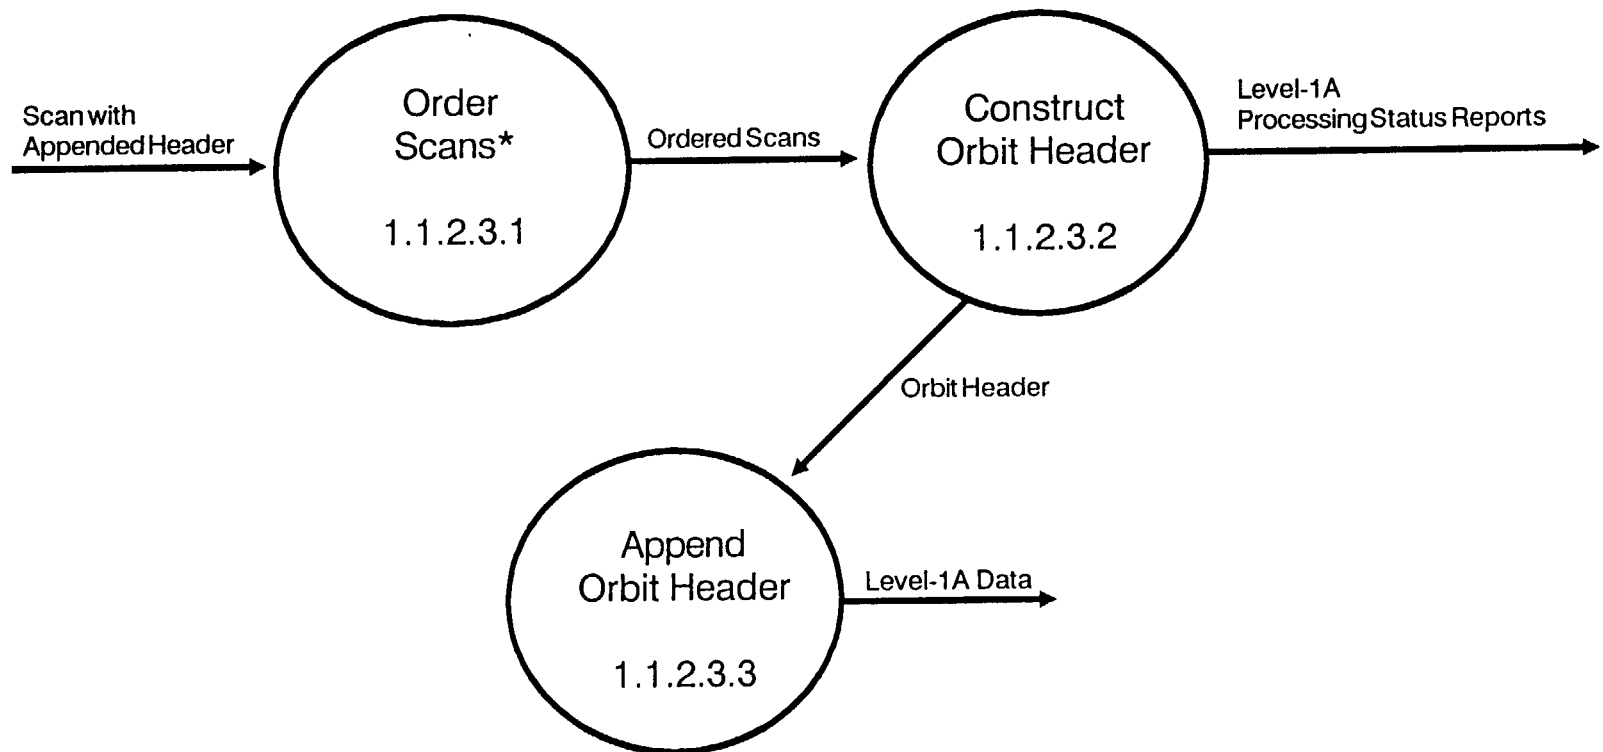 Scan with
Appended Header
Order
Scans*
1.1.2.3.1
Ordered Scans
Construct
Orbit Header
1.1.2.3.2
Level-1A
Processing Status Reports
Orbit Header
Append
Orbit Header
1.1.2.3.3
Level-1A Data